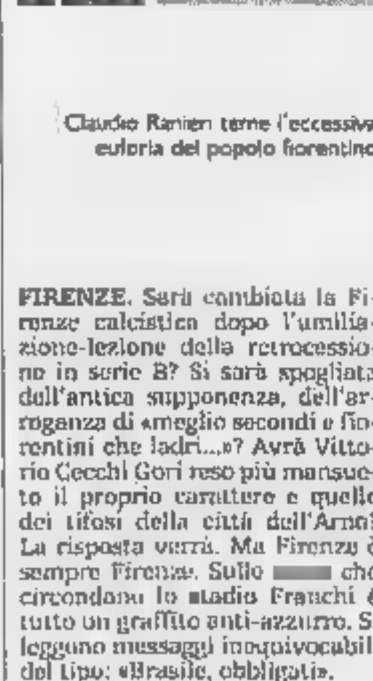 Claudio Ranieri teme l'eccessiva
euforia del popolo fiorentino
FIRENZE. Sarà cambiata la Fi-
renze calcistica dopo l'umilia-
zione-lezione della retrocessio-
ne in serie B? Si sarà spogliata
dell'antica supponenza, dell'ar-
roganza di «meglio secondi e fio-
rentini che ladri...»? Avrà Vitto-
rio Cecchi Gori reso più mansue-
to il proprio carattere e quello
dei tifosi della città dell'Arno?
La risposta verrà. Ma Firenze è
sempre Firenze. Sulle che
circondano lo stadio Franchi è
tutto un graffito anti-azzurro. Si
leggono messaggi inequivocabili
del tipo: «Brasile, obbligati».